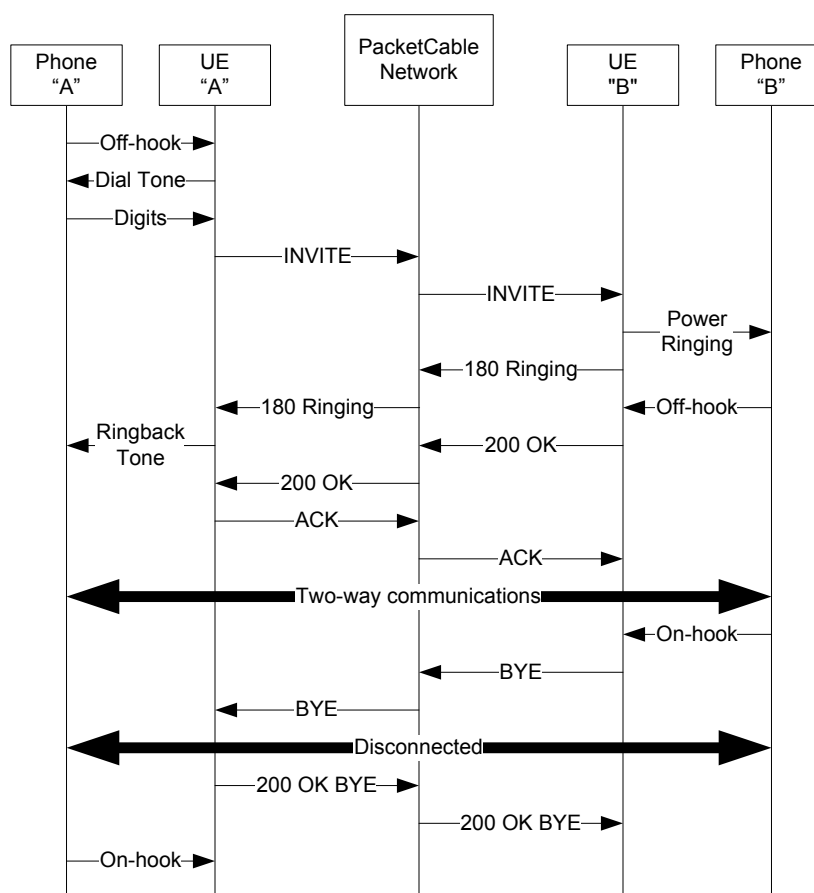 Phone
“A”
UE
“A”
PacketCable
Network
UE
"B"
Phone
“B”
Off-hook
Dial Tone
Digits
INVITE
INVITE
Power
Ringing
180 Ringing
180 Ringing
Off-hook
Ringback
Tone
200 OK
200 OK
ACK
ACK
Two-way communications
On-hook
BYE
BYE
Disconnected
200 OK BYE
200 OK BYE
On-hook